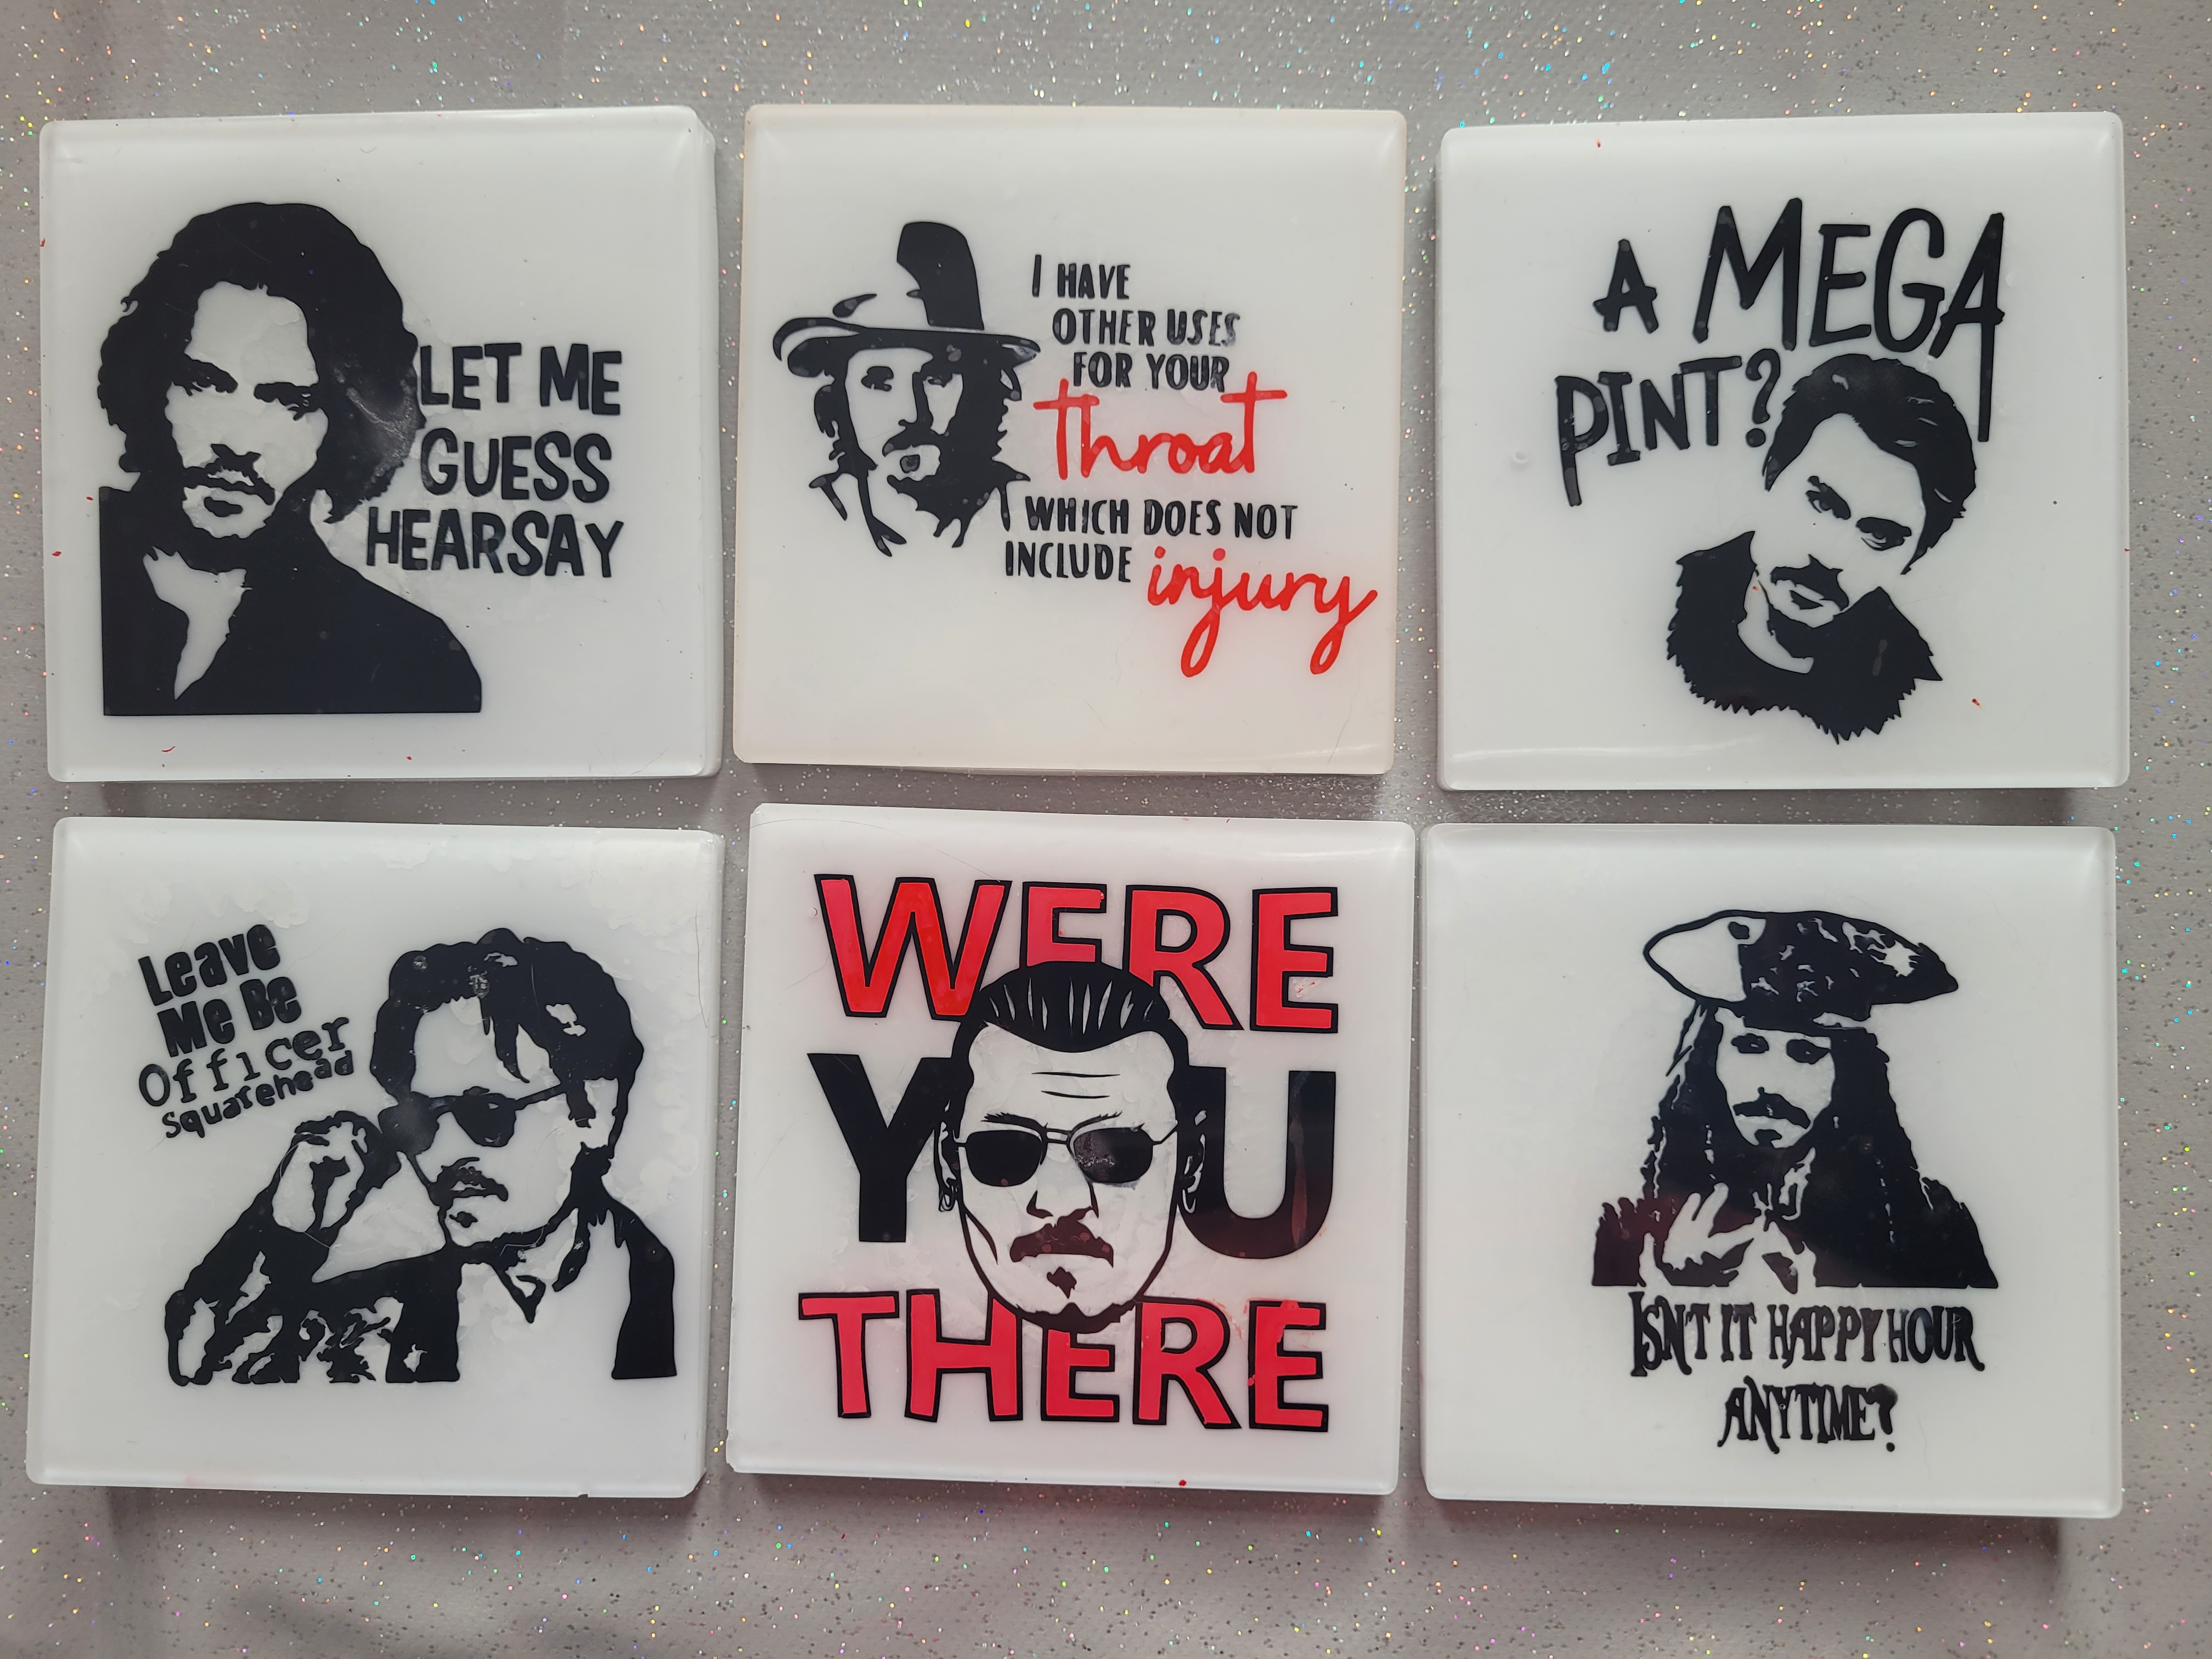 LET ME
GUESS
HEARSAY
I HAVE
OTHER USES
FOR YOUR
throat
WHICH DOES NOT
INCLUDE injury
A MEGA
PINT?
Leave
Me Be
Officer
Squarehead
WERE
YOU
THERE
ISN'T IT HAPPY HOUR
ANYTIME?